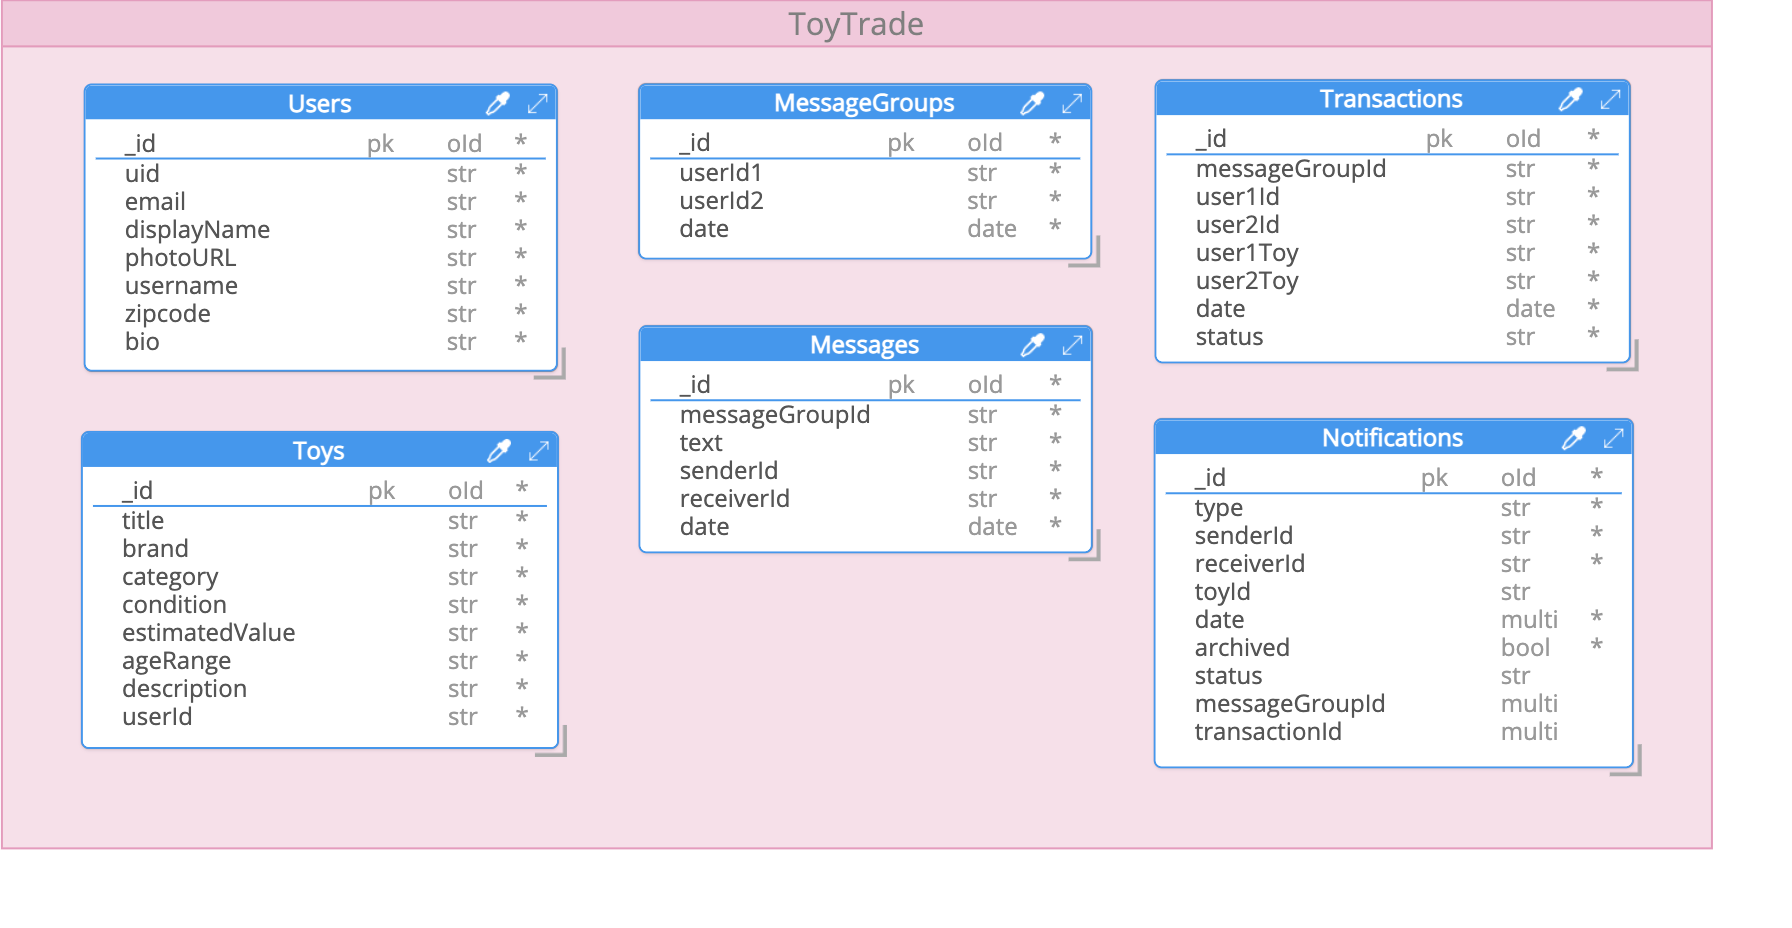 ToyTrade
Users
_id pk oId *
uid str *
email str *
displayName str *
photoURL str *
username str *
zipcode str *
bio str *
Toys
_id pk oId *
title str *
brand str *
category str *
condition str *
estimatedValue str *
ageRange str *
description str *
userId str *
MessageGroups
_id pk oId *
userId1 str *
userId2 str *
date date *
Messages
_id pk oId *
messageGroupId str *
text str *
senderId str *
receiverId str *
date date *
Transactions
_id pk oId *
messageGroupId str *
user1Id str *
user2Id str *
user1Toy str *
user2Toy str *
date date *
status str *
Notifications
_id pk oId *
type str *
senderId str *
receiverId str *
toyId str
date multi *
archived bool *
status str
messageGroupId multi
transactionId multi